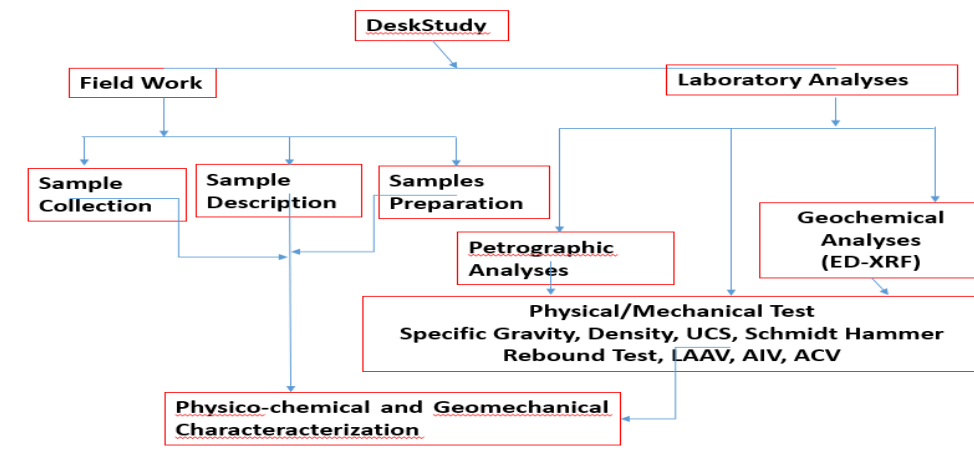 DeskStudy
Field Work
Laboratory Analyses
Sample
Collection
Sample
Description
Samples
Preparation
Petrographic
Analyses
Geochemical
Analyses
(ED-XRF)
Physical/Mechanical Test
Specific Gravity, Density, UCS, Schmidt Hammer
Rebound Test, LAAV, AIV, ACV
Physico-chemical and Geomechanical
Characteracterization